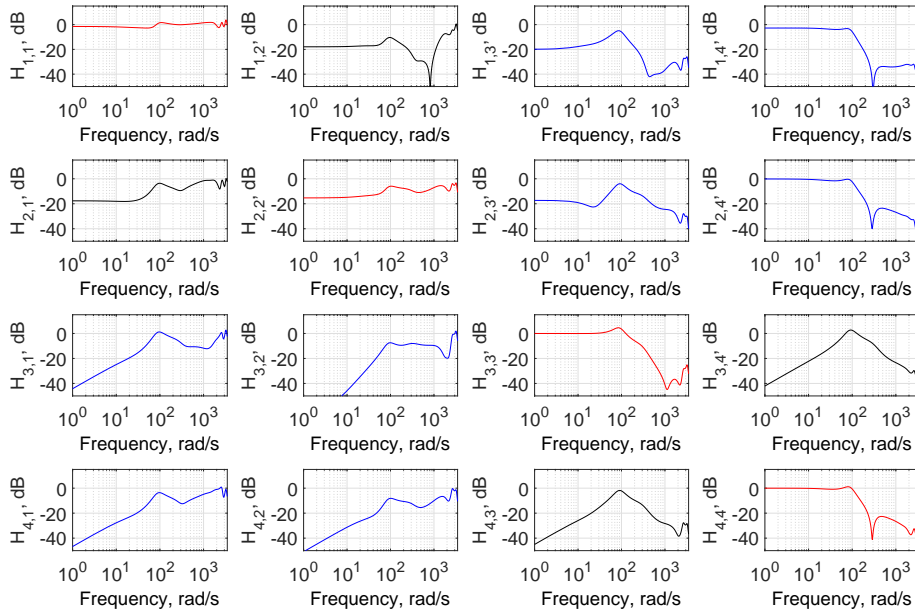 H1,1, dB
0
-20
-40
10^0 10^1 10^2 10^3
Frequency, rad/s
H1,2, dB
0
-20
-40
10^0 10^1 10^2 10^3
Frequency, rad/s
H1,3, dB
0
-20
-40
10^0 10^1 10^2 10^3
Frequency, rad/s
H1,4, dB
0
-20
-40
10^0 10^1 10^2 10^3
Frequency, rad/s
H2,1, dB
0
-20
-40
10^0 10^1 10^2 10^3
Frequency, rad/s
H2,2, dB
0
-20
-40
10^0 10^1 10^2 10^3
Frequency, rad/s
H2,3, dB
0
-20
-40
10^0 10^1 10^2 10^3
Frequency, rad/s
H2,4, dB
0
-20
-40
10^0 10^1 10^2 10^3
Frequency, rad/s
H3,1, dB
0
-20
-40
10^0 10^1 10^2 10^3
Frequency, rad/s
H3,2, dB
0
-20
-40
10^0 10^1 10^2 10^3
Frequency, rad/s
H3,3, dB
0
-20
-40
10^0 10^1 10^2 10^3
Frequency, rad/s
H3,4, dB
0
-20
-40
10^0 10^1 10^2 10^3
Frequency, rad/s
H4,1, dB
0
-20
-40
10^0 10^1 10^2 10^3
Frequency, rad/s
H4,2, dB
0
-20
-40
10^0 10^1 10^2 10^3
Frequency, rad/s
H4,3, dB
0
-20
-40
10^0 10^1 10^2 10^3
Frequency, rad/s
H4,4, dB
0
-20
-40
10^0 10^1 10^2 10^3
Frequency, rad/s